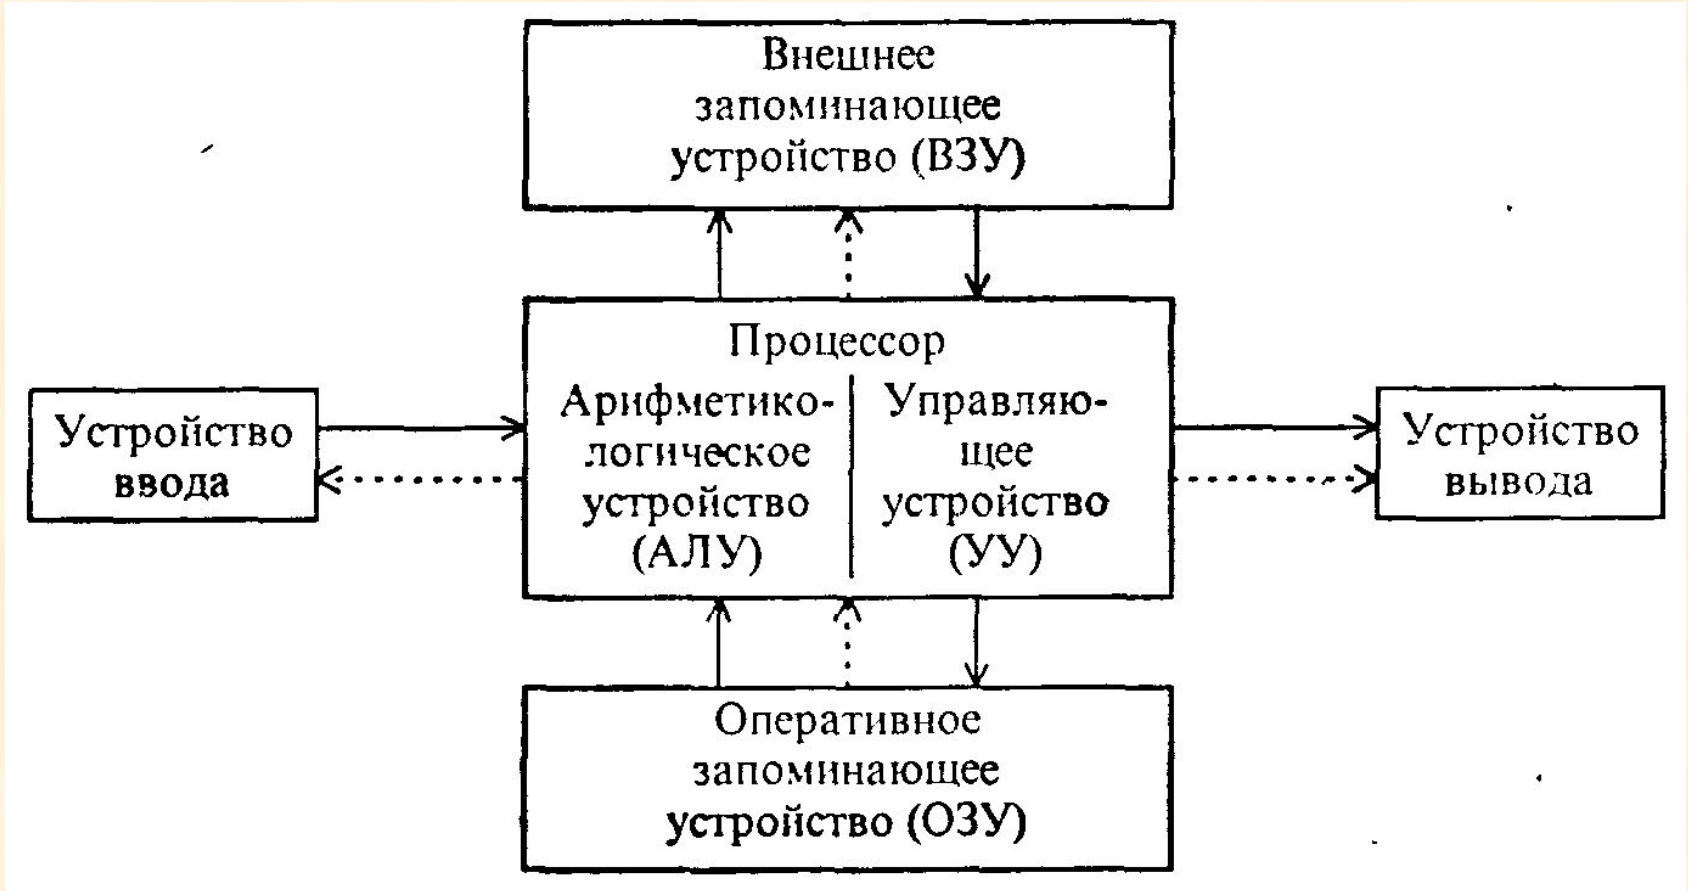 Внешнее
запоминающее
устройство (ВЗУ)
Процессор
Арифметико-
логическое
устройство
(АЛУ)
Управляю-
щее
устройство
(УУ)
Устройство
ввода
Устройство
вывода
Оперативное
запоминающее
устройство (ОЗУ)